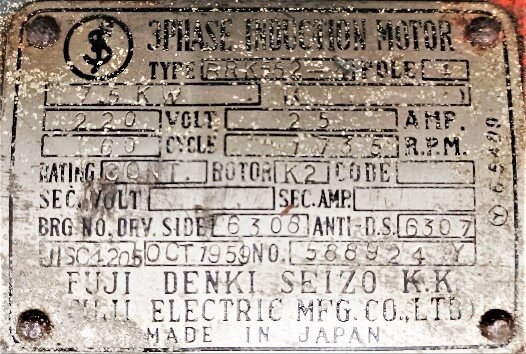 3PHASE INDUCTION MOTOR
TYPE POLE 4
7.5 KW
220 VOLT 25 AMP.
60 CYCLE 1735 R.P.M.
RATING CONT. ROTOR K2 CODE
SEC. VOLT SEC. AMP.
BRG NO. DRV. SIDE 6308 ANTI-D.S. 6307
JISC4205 OCT 1959 NO. 588924 Y
FUJI DENKI SEIZO K.K.
(FUJI ELECTRIC MFG. CO., LTD)
MADE IN JAPAN